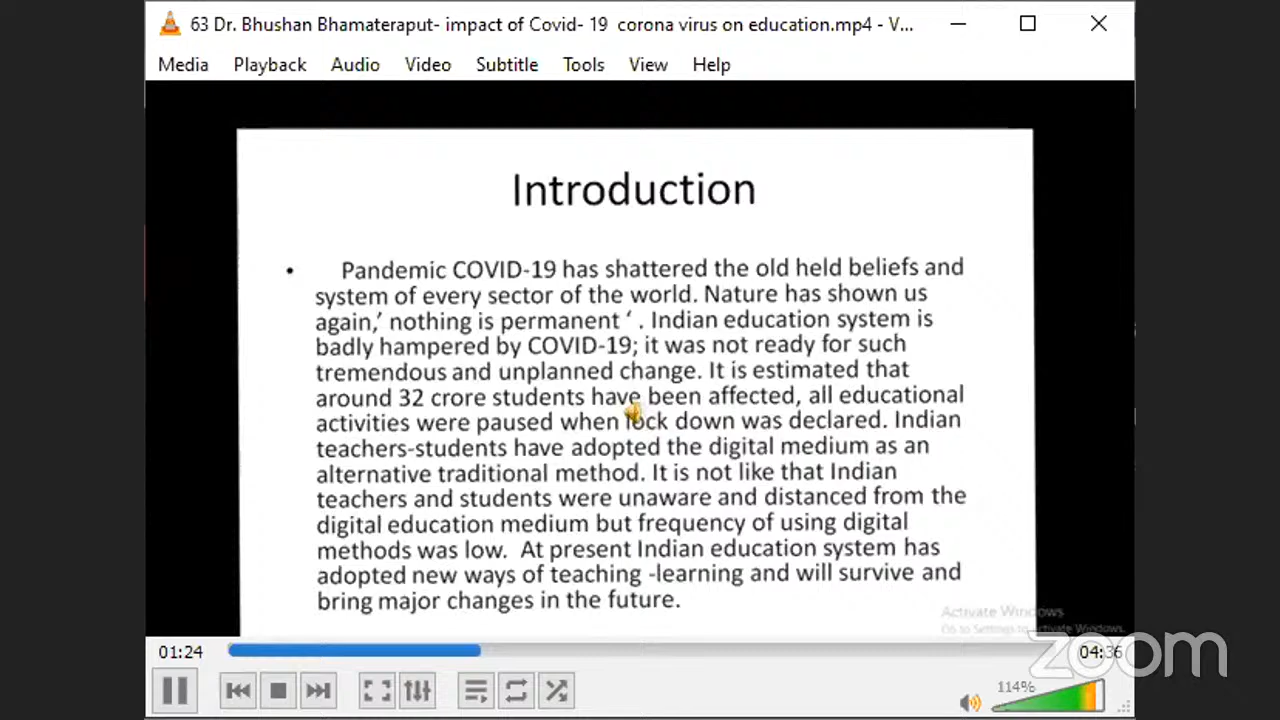 63 Dr. Bhushan Bhamateraput- impact of Covid- 19 corona virus on education.mp4 - V...
Media Playback Audio Video Subtitle Tools View Help
Introduction
• Pandemic COVID-19 has shattered the old held beliefs and
system of every sector of the world. Nature has shown us
again,’ nothing is permanent ‘ . Indian education system is
badly hampered by COVID-19; it was not ready for such
tremendous and unplanned change. It is estimated that
around 32 crore students have been affected, all educational
activities were paused when lock down was declared. Indian
teachers-students have adopted the digital medium as an
alternative traditional method. It is not like that Indian
teachers and students were unaware and distanced from the
digital education medium but frequency of using digital
methods was low. At present Indian education system has
adopted new ways of teaching -learning and will survive and
bring major changes in the future.
Activate Windows
Go to Settings to activate Windows.
01:24
04:36
zoom
114%